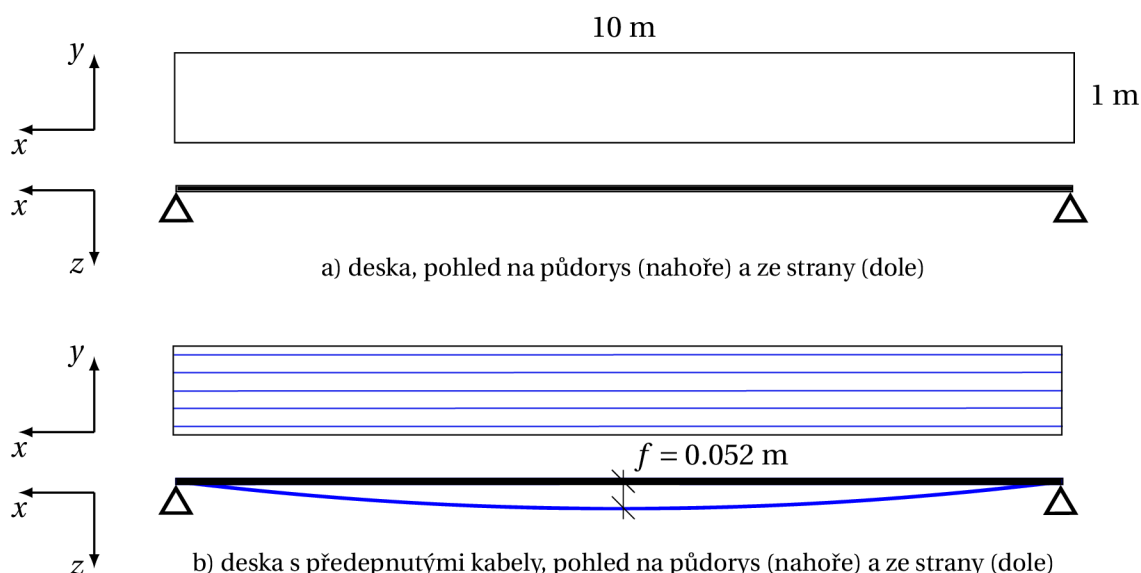 10 m
y
1 m
x
x
z
a) deska, pohled na půdorys (nahoře) a ze strany (dole)
y
x
f = 0.052 m
x
z
b) deska s předepnutými kabely, pohled na půdorys (nahoře) a ze strany (dole)